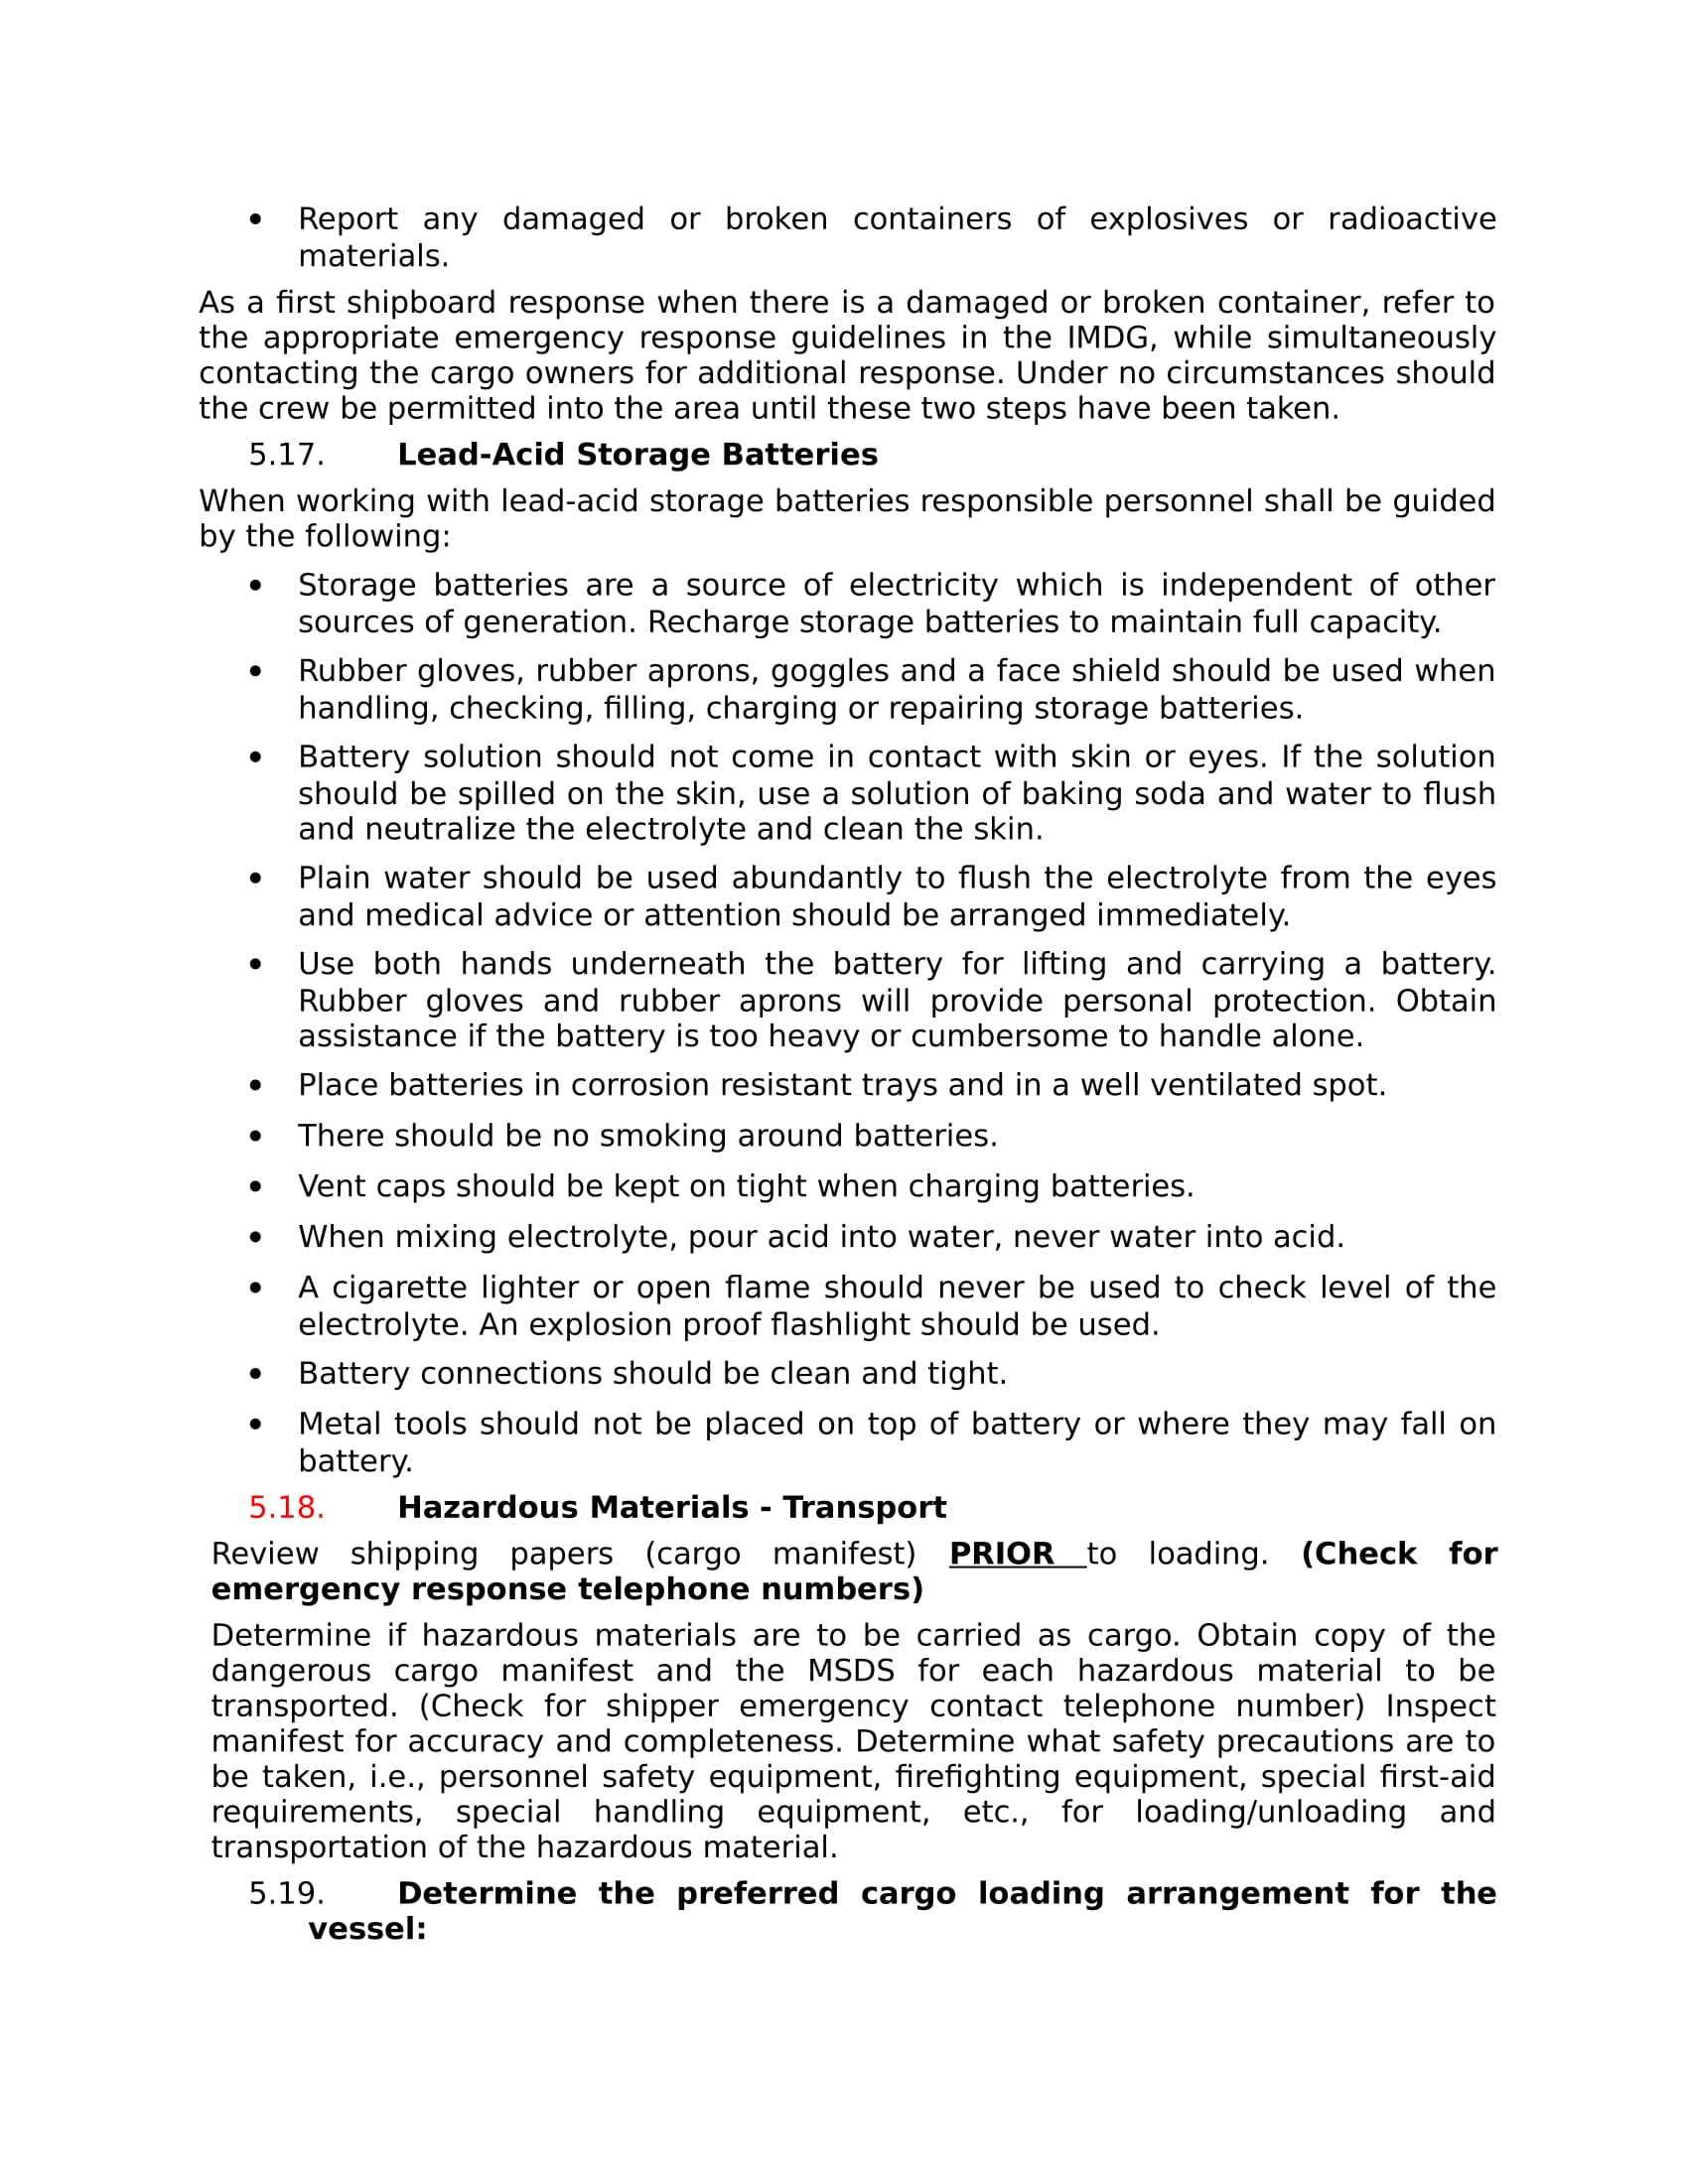 • Report any damaged or broken containers of explosives or radioactive
materials.
As a first shipboard response when there is a damaged or broken container, refer to
the appropriate emergency response guidelines in the IMDG, while simultaneously
contacting the cargo owners for additional response. Under no circumstances should
the crew be permitted into the area until these two steps have been taken.
5.17. Lead-Acid Storage Batteries
When working with lead-acid storage batteries responsible personnel shall be guided
by the following:
• Storage batteries are a source of electricity which is independent of other
sources of generation. Recharge storage batteries to maintain full capacity.
• Rubber gloves, rubber aprons, goggles and a face shield should be used when
handling, checking, filling, charging or repairing storage batteries.
• Battery solution should not come in contact with skin or eyes. If the solution
should be spilled on the skin, use a solution of baking soda and water to flush
and neutralize the electrolyte and clean the skin.
• Plain water should be used abundantly to flush the electrolyte from the eyes
and medical advice or attention should be arranged immediately.
• Use both hands underneath the battery for lifting and carrying a battery.
Rubber gloves and rubber aprons will provide personal protection. Obtain
assistance if the battery is too heavy or cumbersome to handle alone.
• Place batteries in corrosion resistant trays and in a well ventilated spot.
• There should be no smoking around batteries.
• Vent caps should be kept on tight when charging batteries.
• When mixing electrolyte, pour acid into water, never water into acid.
• A cigarette lighter or open flame should never be used to check level of the
electrolyte. An explosion proof flashlight should be used.
• Battery connections should be clean and tight.
• Metal tools should not be placed on top of battery or where they may fall on
battery.
5.18. Hazardous Materials - Transport
Review shipping papers (cargo manifest) PRIOR to loading. (Check for
emergency response telephone numbers)
Determine if hazardous materials are to be carried as cargo. Obtain copy of the
dangerous cargo manifest and the MSDS for each hazardous material to be
transported. (Check for shipper emergency contact telephone number) Inspect
manifest for accuracy and completeness. Determine what safety precautions are to
be taken, i.e., personnel safety equipment, firefighting equipment, special first-aid
requirements, special handling equipment, etc., for loading/unloading and
transportation of the hazardous material.
5.19. Determine the preferred cargo loading arrangement for the
vessel: